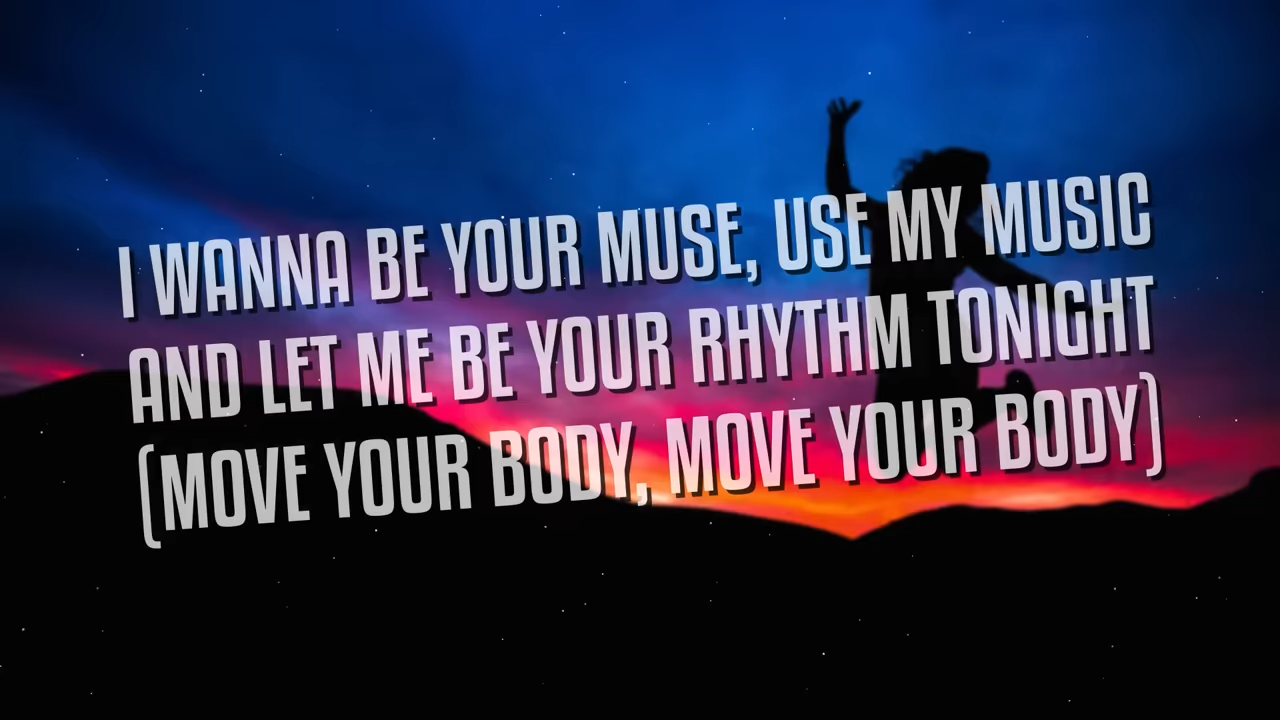 I WANNA BE YOUR MUSE, USE MY MUSIC
AND LET ME BE YOUR RHYTHM TONIGHT
(MOVE YOUR BODY, MOVE YOUR BODY)